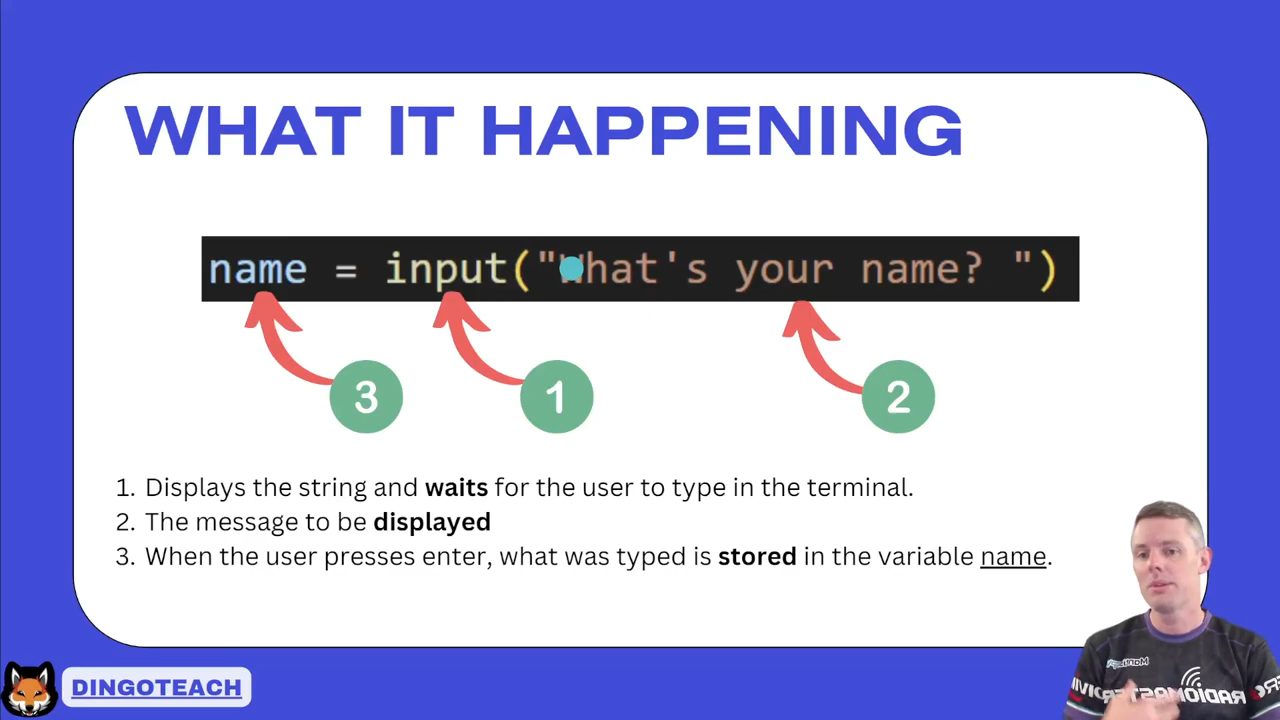 WHAT IT HAPPENING
name = input("What's your name? ")
3
1
2
1. Displays the string and waits for the user to type in the terminal.
2. The message to be displayed
3. When the user presses enter, what was typed is stored in the variable name.
DINGOTEACH
RADIOMASTER